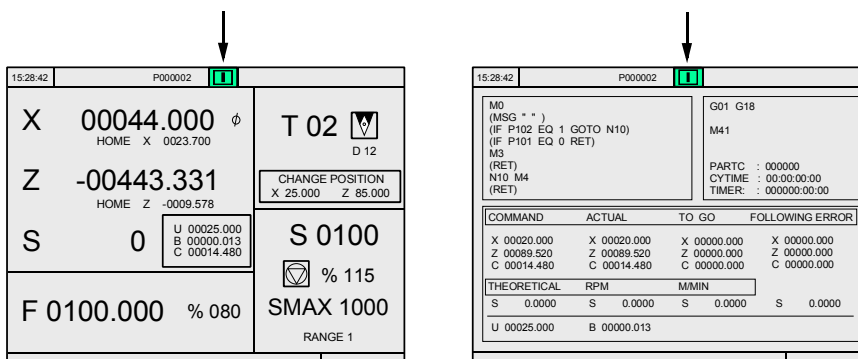 15:28:42 P000002
X 00044.000 ϕ
HOME X 0023.700
Z -00443.331
HOME Z -0009.578
S 0
U 00025.000
B 00000.013
C 00014.480
F 0100.000 % 080
T 02
D 12
CHANGE POSITION
X 25.000 Z 85.000
S 0100
% 115
SMAX 1000
RANGE 1
15:28:42 P000002
M0
(MSG " " )
(IF P102 EQ 1 GOTO N10)
(IF P101 EQ 0 RET)
M3
(RET)
N10 M4
(RET)
G01 G18
M41
PARTC : 000000
CYTIME : 00:00:00:00
TIMER: : 000000:00:00
COMMAND ACTUAL TO GO FOLLOWING ERROR
X 00020.000 X 00020.000 X 00000.000 X 00000.000
Z 00089.520 Z 00089.520 Z 00000.000 Z 00000.000
C 00014.480 C 00014.480 C 00000.000 C 00000.000
THEORETICAL RPM M/MIN
S 0.0000 S 0.0000 S 0.0000 S 0.0000
U 00025.000 B 00000.013